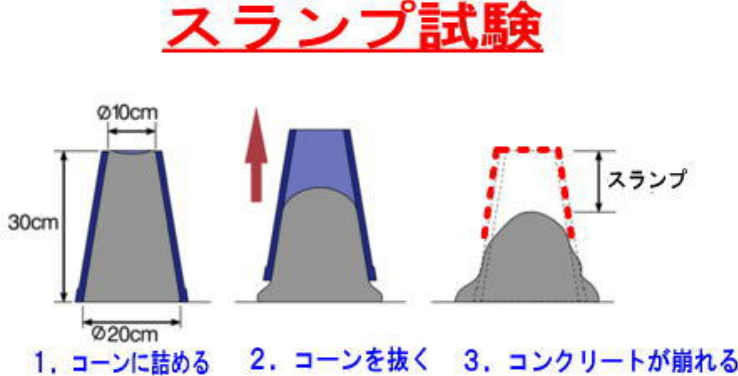 スランプ試験
Ø10cm
30cm
Ø20cm
スランプ
1．コーンに詰める
2．コーンを抜く
3．コンクリートが崩れる